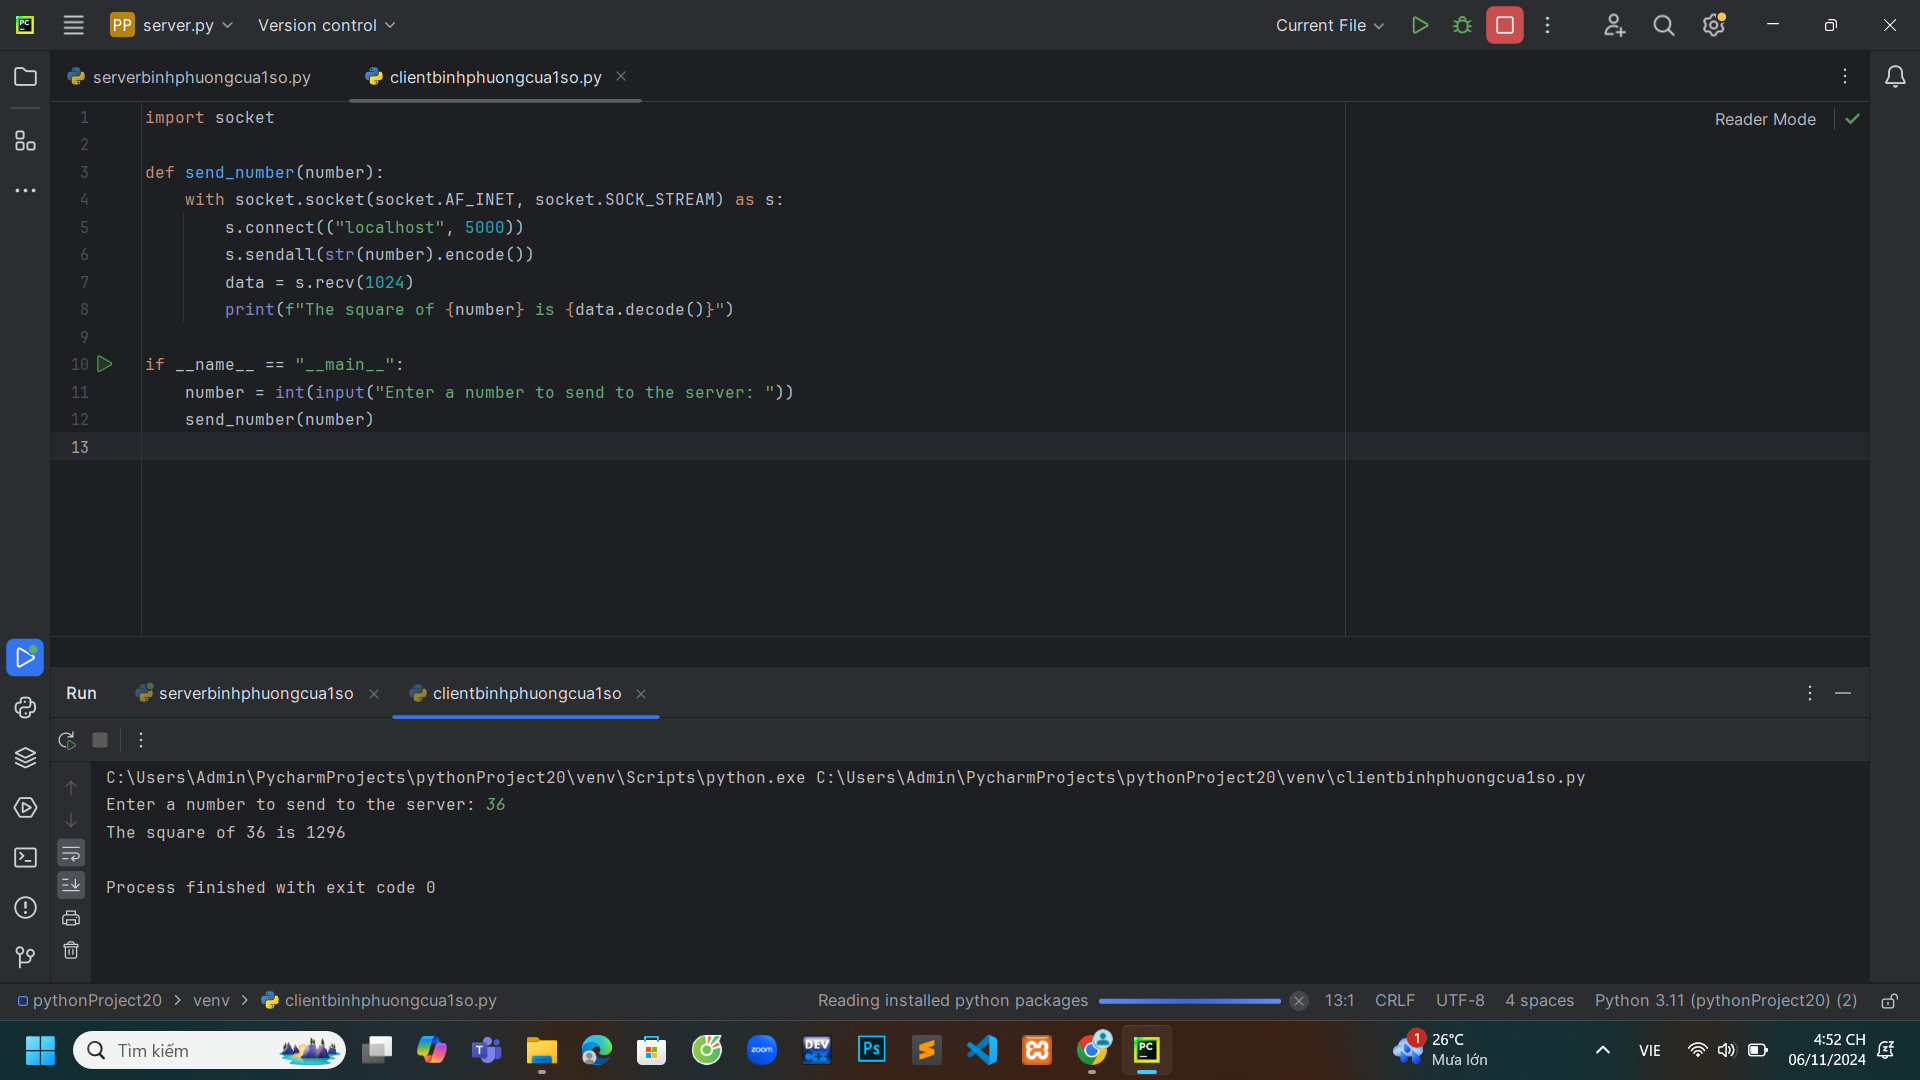 PP server.py Version control Current File
serverbinhphuongcua1so.py clientbinhphuongcua1so.py
Reader Mode
1 import socket
2
3 def send_number(number):
4     with socket.socket(socket.AF_INET, socket.SOCK_STREAM) as s:
5         s.connect(("localhost", 5000))
6         s.sendall(str(number).encode())
7         data = s.recv(1024)
8         print(f"The square of {number} is {data.decode()}")
9
10 if __name__ == "__main__":
11     number = int(input("Enter a number to send to the server: "))
12     send_number(number)
13
Run serverbinhphuongcua1so clientbinhphuongcua1so
C:\Users\Admin\PycharmProjects\pythonProject20\venv\Scripts\python.exe C:\Users\Admin\PycharmProjects\pythonProject20\venv\clientbinhphuongcua1so.py
Enter a number to send to the server: 36
The square of 36 is 1296
Process finished with exit code 0
pythonProject20 > venv > clientbinhphuongcua1so.py Reading installed python packages 13:1 CRLF UTF-8 4 spaces Python 3.11 (pythonProject20) (2)
Tìm kiếm zoom DEV C++ Ps PC 1 26°C VIE 4:52 CH
Mưa lớn 06/11/2024